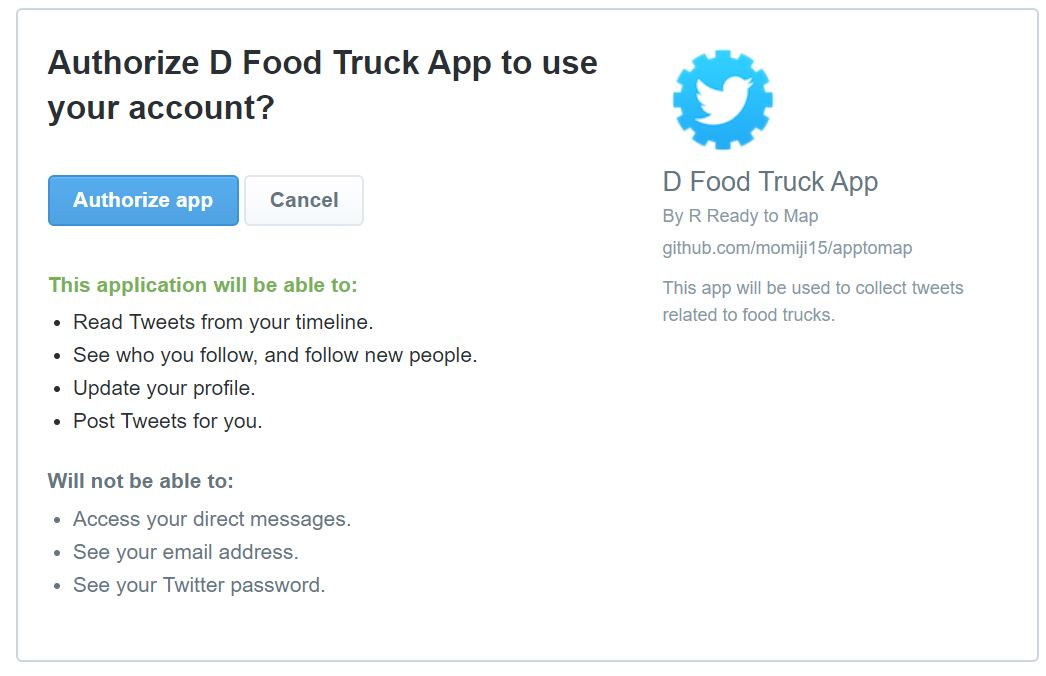 Authorize D Food Truck App to use
your account?
Authorize app
Cancel
This application will be able to:
• Read Tweets from your timeline.
• See who you follow, and follow new people.
• Update your profile.
• Post Tweets for you.
Will not be able to:
• Access your direct messages.
• See your email address.
• See your Twitter password.
D Food Truck App
By R Ready to Map
github.com/momiji15/apptomap
This app will be used to collect tweets
related to food trucks.